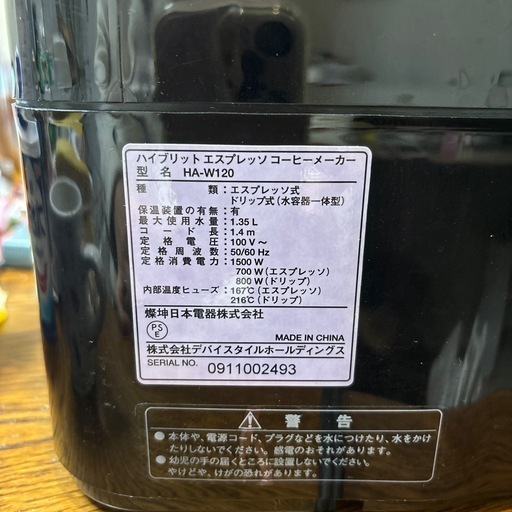 ハイブリット エスプレッソ コーヒーメーカー
型 名 HA-W120
種 類：エスプレッソ式
ドリップ式（水容器一体型）
保温装置の有無：有
最大使用水量：1.35 L
コード長：1.4 m
定格電圧：100 V～
定格周波数：50/60 Hz
定格消費電力：1500 W
700 W（エスプレッソ）
800 W（ドリップ）
内部温度ヒューズ：167℃（エスプレッソ）
216℃（ドリップ）
燦坤日本電器株式会社
PS
E
MADE IN CHINA
株式会社デバイスタイルホールディングス
SERIAL NO. 0911002493
警 告
●本体や、電源コード、プラグなどを水につけたり、水をかけ
たりしないでください。感電のおそれがあります。
●幼児の手の届くところに設置しないでください。
やけどや、けがの恐れがあります。